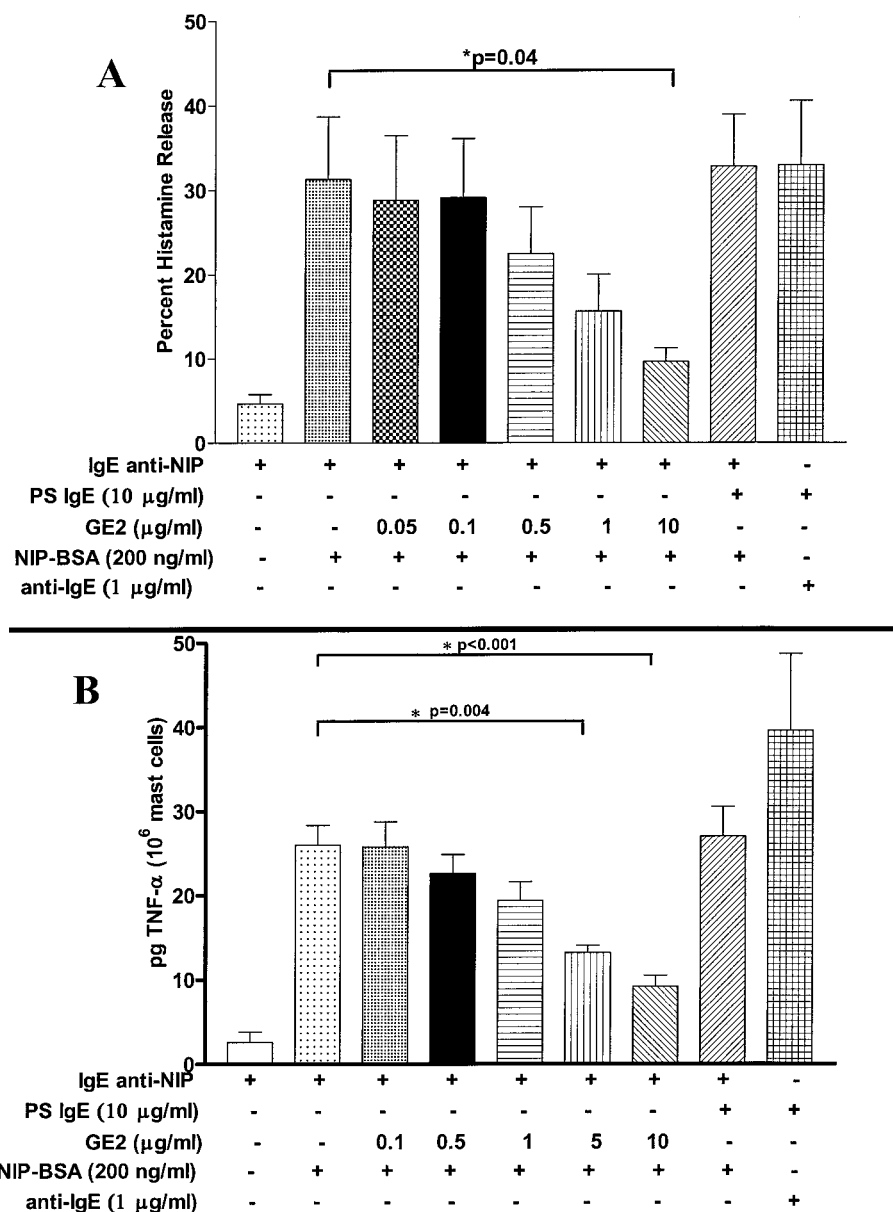 A
*p=0.04
Percent Histamine Release
50
40
30
20
10
0
IgE anti-NIP + + + + + + + + -
PS IgE (10 µg/ml) - - - - - - - + +
GE2 (µg/ml) - - 0.05 0.1 0.5 1 10 - -
NIP-BSA (200 ng/ml) - + + + + + + + -
anti-IgE (1 µg/ml) - - - - - - - - +
B
* p<0.001
* p=0.004
pg TNF-α (10⁶ mast cells)
50
40
30
20
10
0
IgE anti-NIP + + + + + + + + -
PS IgE (10 µg/ml) - - - - - - - + +
GE2 (µg/ml) - - 0.1 0.5 1 5 10 - -
NIP-BSA (200 ng/ml) - + + + + + + + -
anti-IgE (1 µg/ml) - - - - - - - - +